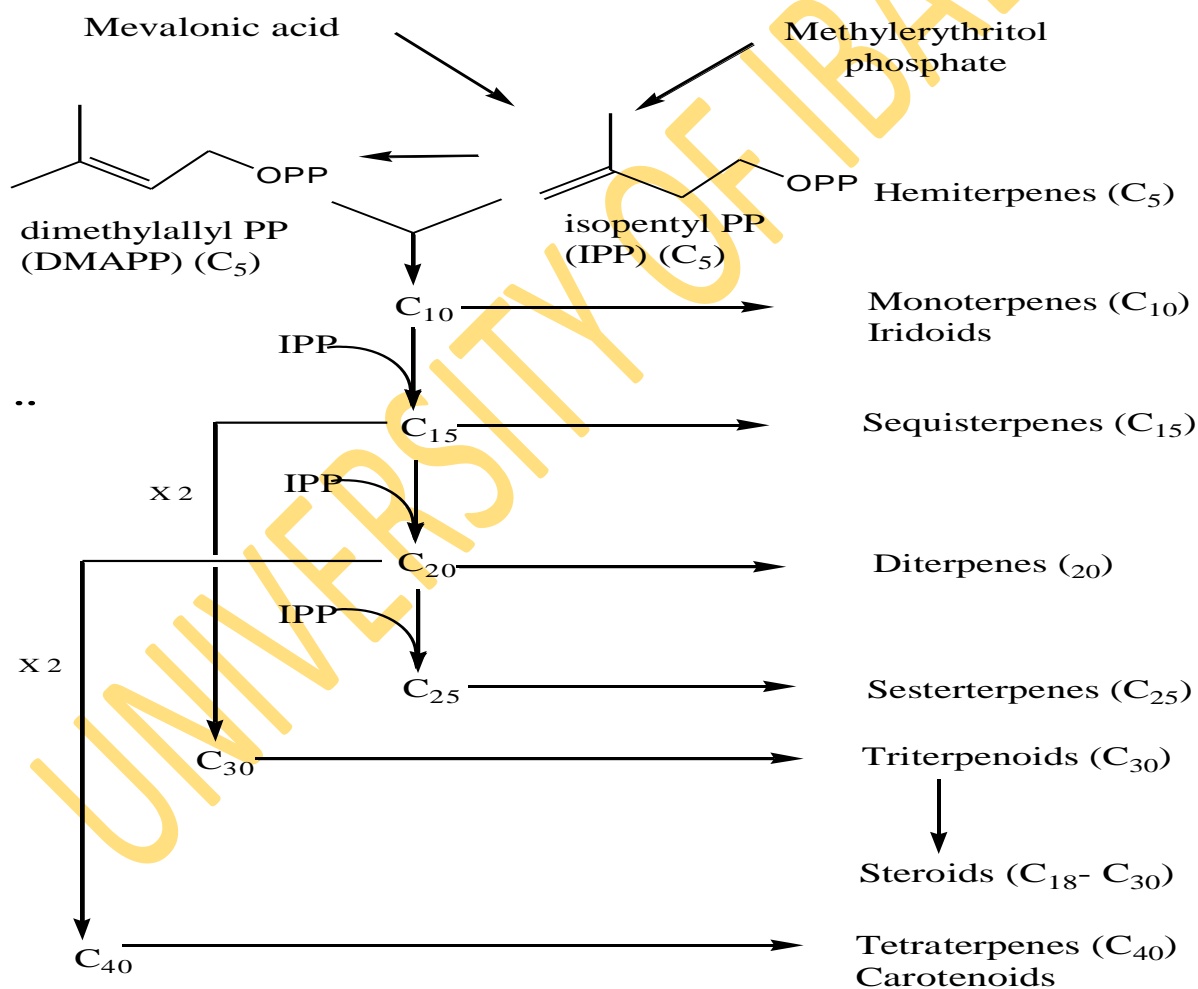 Mevalonic acid
Methylerythritol
phosphate
OPP
OPP
Hemiterpenes (C5)
dimethylallyl PP
(DMAPP) (C5)
isopentyl PP
(IPP) (C5)
C10
Monoterpenes (C10)
Iridoids
IPP
..
C15
Sequisterpenes (C15)
X 2
IPP
C20
Diterpenes (20)
IPP
X 2
C25
Sesterterpenes (C25)
C30
Triterpenoids (C30)
Steroids (C18- C30)
C40
Tetraterpenes (C40)
Carotenoids
UNIVERSITY OF IBA